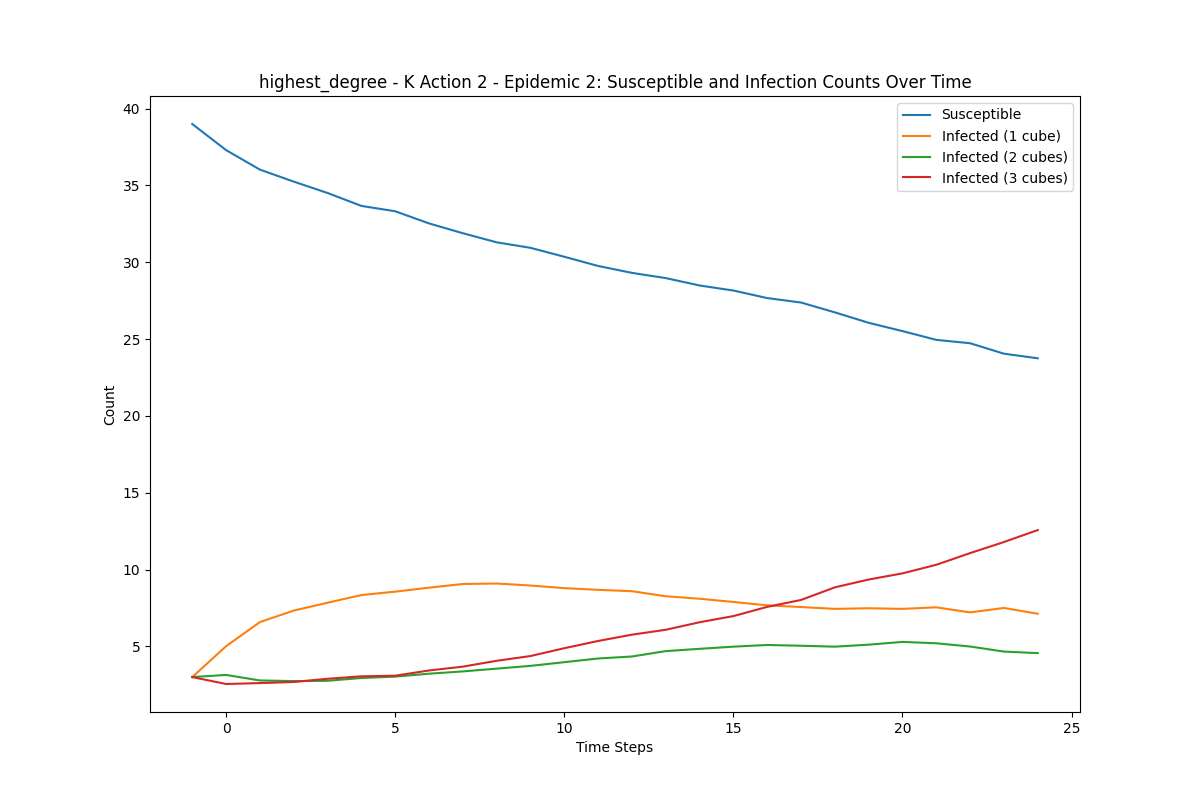 highest_degree - K Action 2 - Epidemic 2: Susceptible and Infection Counts Over Time
Susceptible
Infected (1 cube)
Infected (2 cubes)
Infected (3 cubes)
40
35
30
25
20
15
10
5
Count
0
5
10
15
20
25
Time Steps